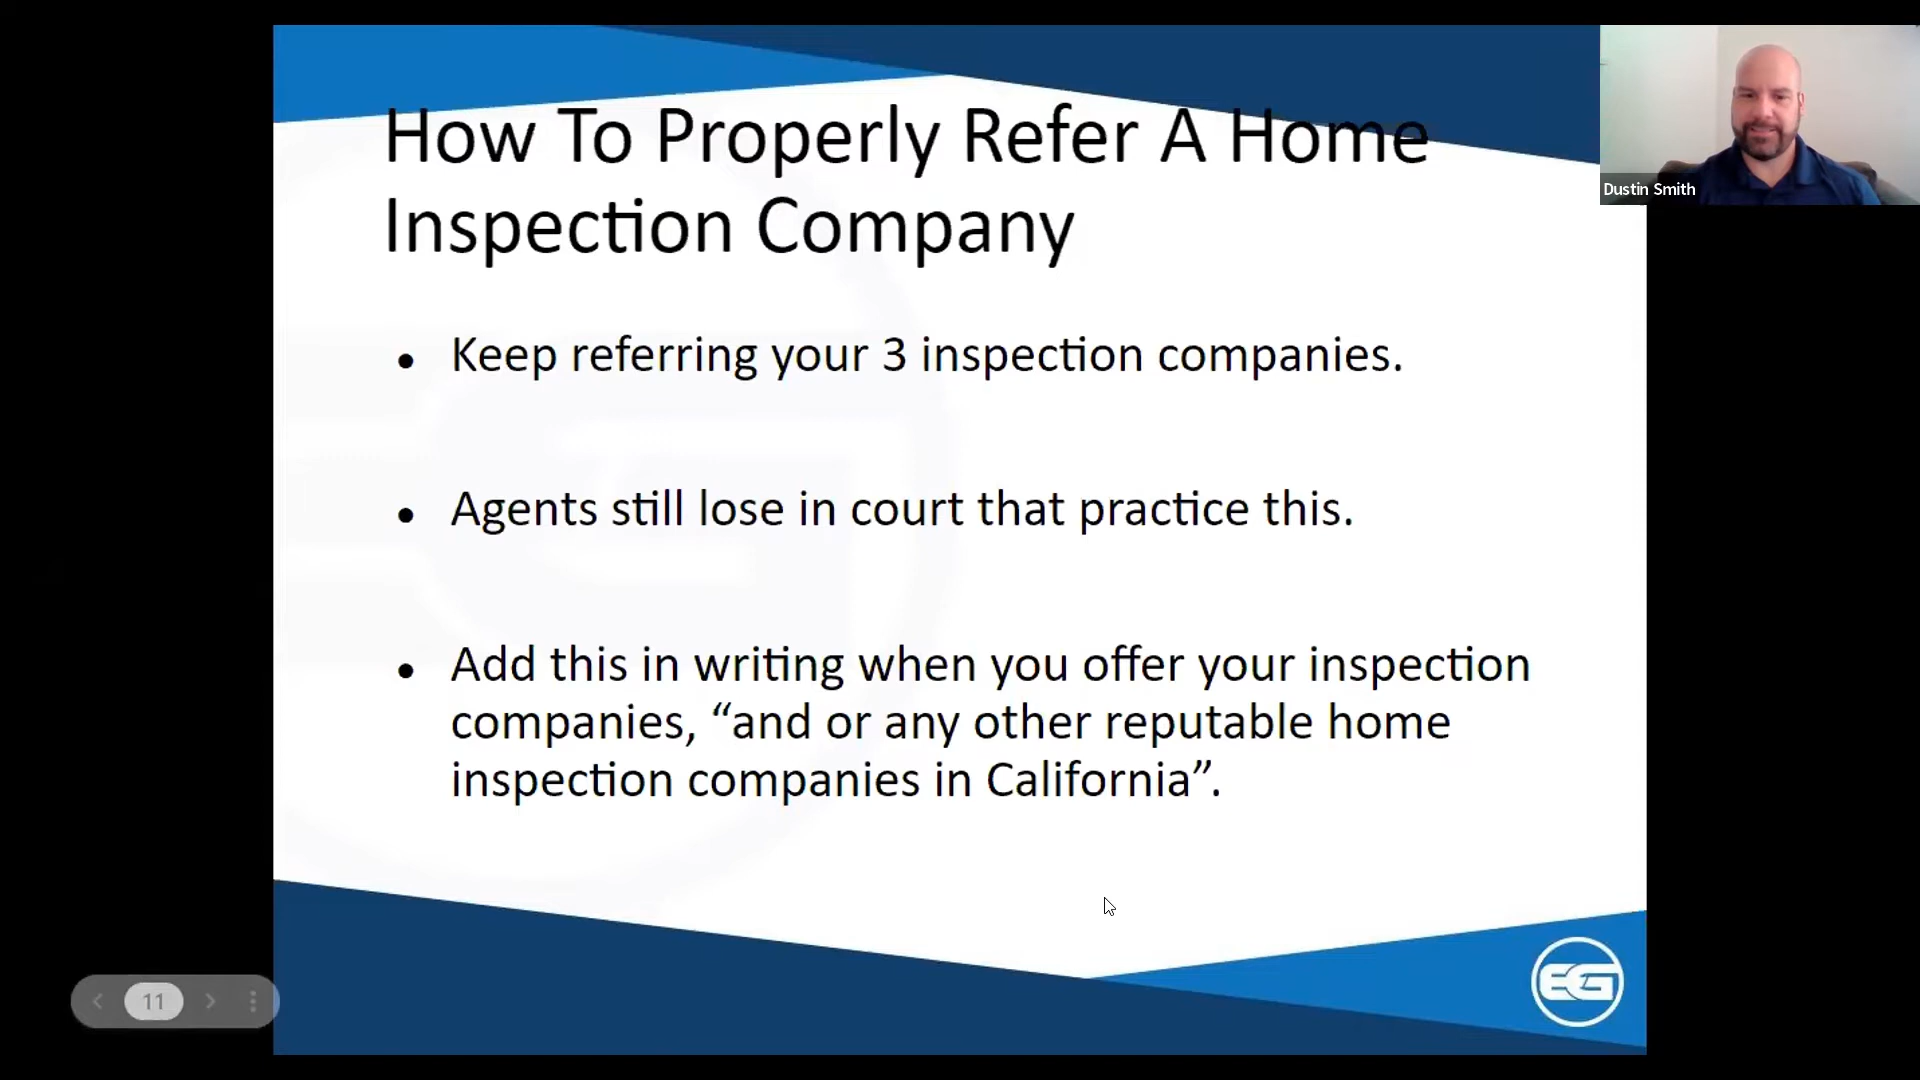 How To Properly Refer A Home
Inspection Company
Dustin Smith
● Keep referring your 3 inspection companies.
● Agents still lose in court that practice this.
● Add this in writing when you offer your inspection
companies, “and or any other reputable home
inspection companies in California”.
11
EG